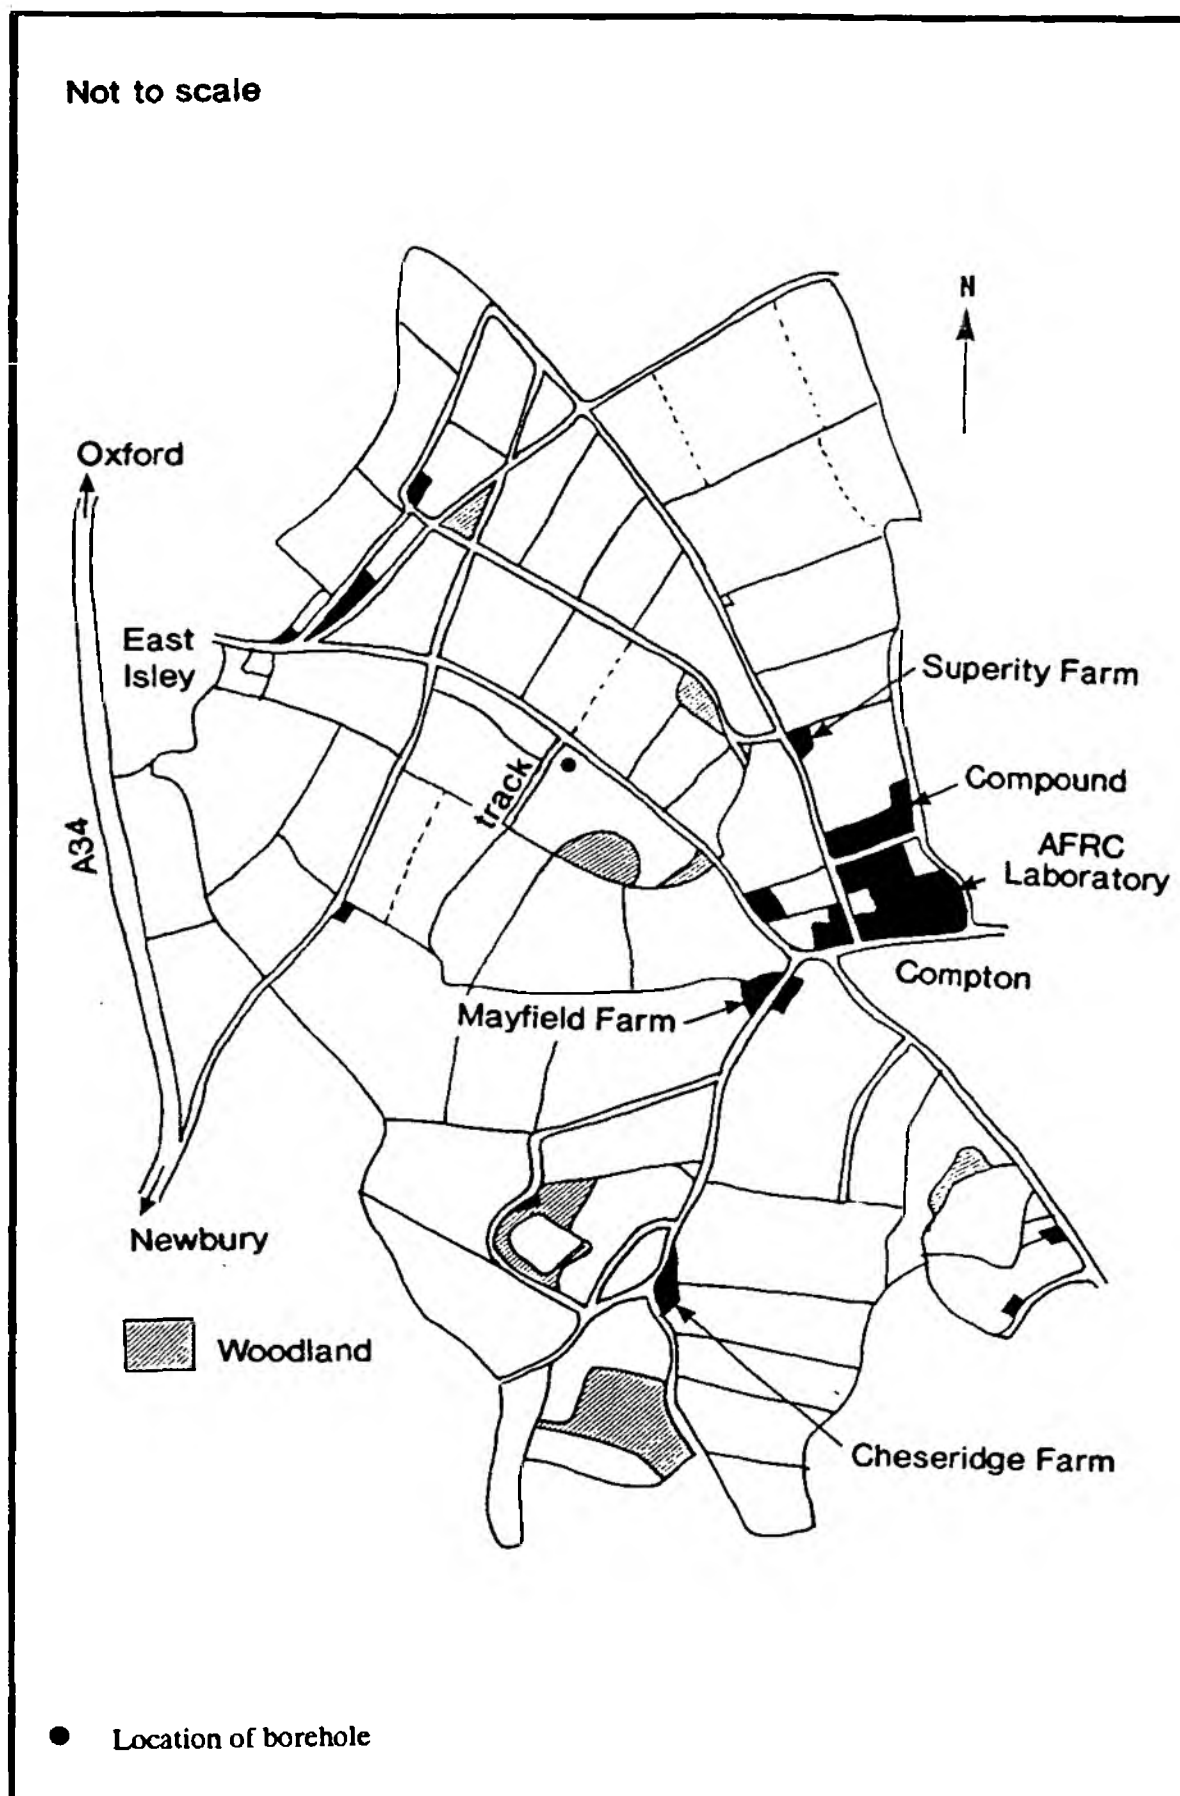 Not to scale
N
Oxford
East
Isley
Superity Farm
track
Compound
A34
AFRC
Laboratory
Compton
Mayfield Farm
Newbury
Woodland
Cheseridge Farm
Location of borehole